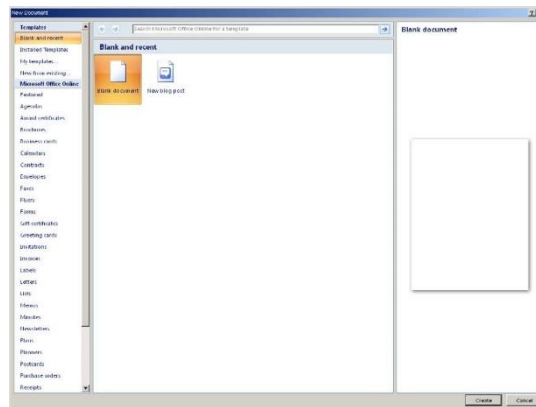 New Document
Templates
Blank and recent
Installed Templates
My templates...
New from existing...
Microsoft Office Online
Featured
Agendas
Award certificates
Brochures
Business cards
Calendars
Contracts
Envelopes
Faxes
Flyers
Forms
Gift certificates
Greeting cards
Invitations
Invoices
Labels
Letters
Lists
Memos
Minutes
Newsletters
Plans
Planners
Postcards
Purchase orders
Receipts
Search Microsoft Office Online for a template
Blank and recent
Blank document
New blog post
Blank document
Create
Cancel